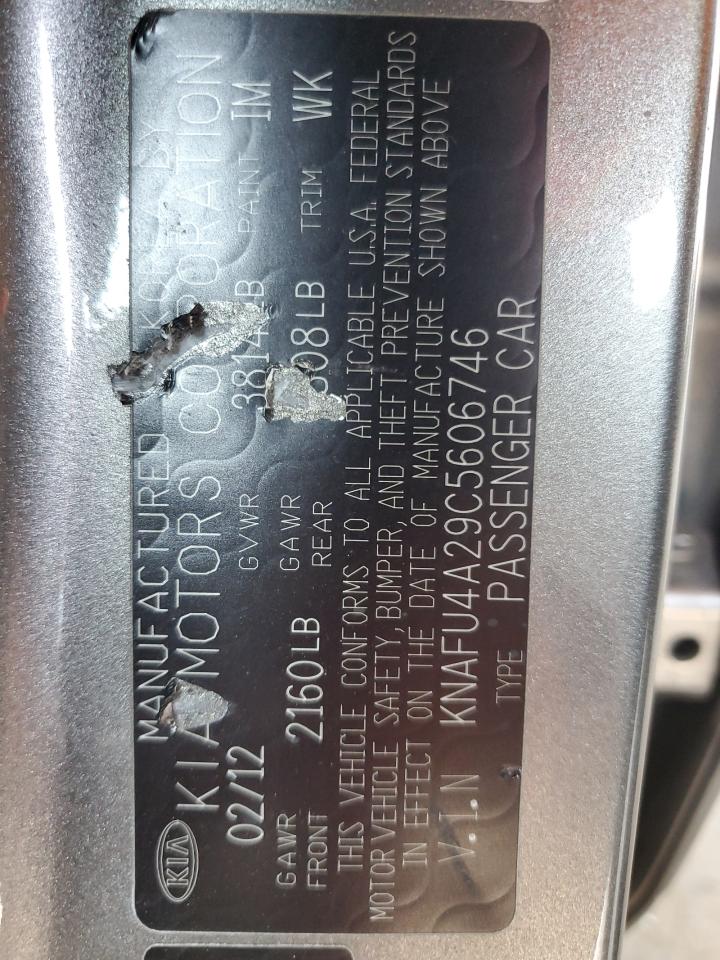 MANUFACTURED KOREA BY
KIA MOTORS CORPORATION
02/12 GVWR 3814LB PAINT IM
GAWR FRONT 2160LB GAWR REAR TRIM WK
THIS VEHICLE CONFORMS TO ALL APPLICABLE U.S.A. FEDERAL
MOTOR VEHICLE SAFETY, BUMPER, AND THEFT PREVENTION STANDARDS
IN EFFECT ON THE DATE OF MANUFACTURE SHOWN ABOVE
V.I.N KNAFU4A29C5606746
TYPE PASSENGER CAR
KIA